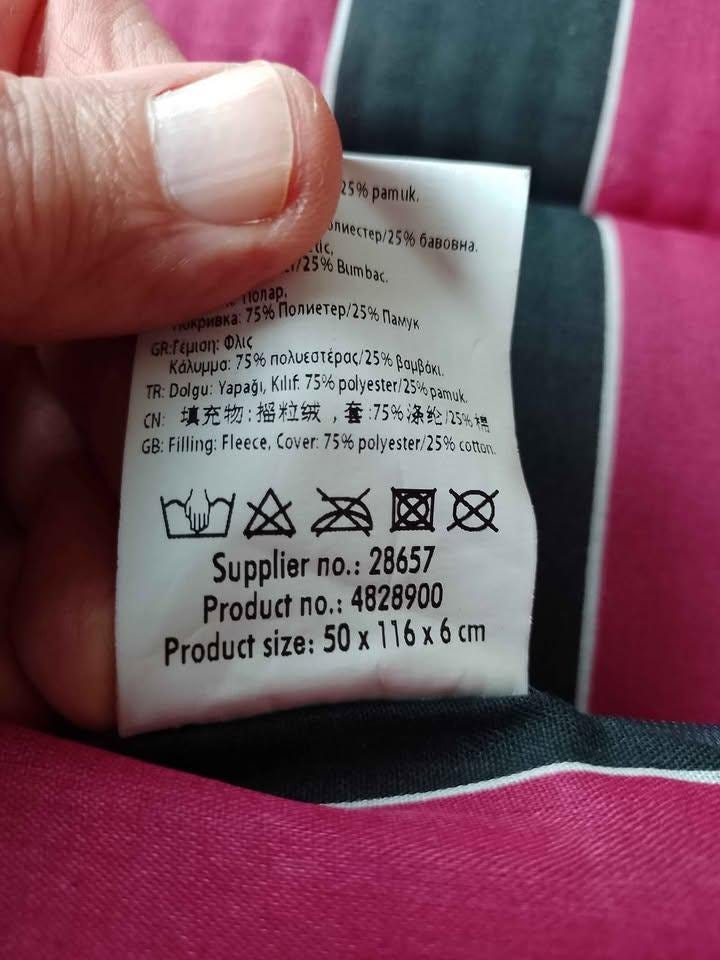 25% pamuk.
25% бавовна.
25% Bumbac.
Полар,
Покривка: 75% Полиетер/25% Памук
GR:Γέμιση: Φλις
Κάλυμμα: 75% πολυεστέρας/25% βαμβάκι.
TR: Dolgu: Yapağı, Kılıf: 75% polyester/25% pamuk.
CN: 填充物:摇粒绒,套:75%涤纶/25%棉
GB: Filling: Fleece, Cover: 75% polyester/25% cotton.
Supplier no.: 28657
Product no.: 4828900
Product size: 50 x 116 x 6 cm